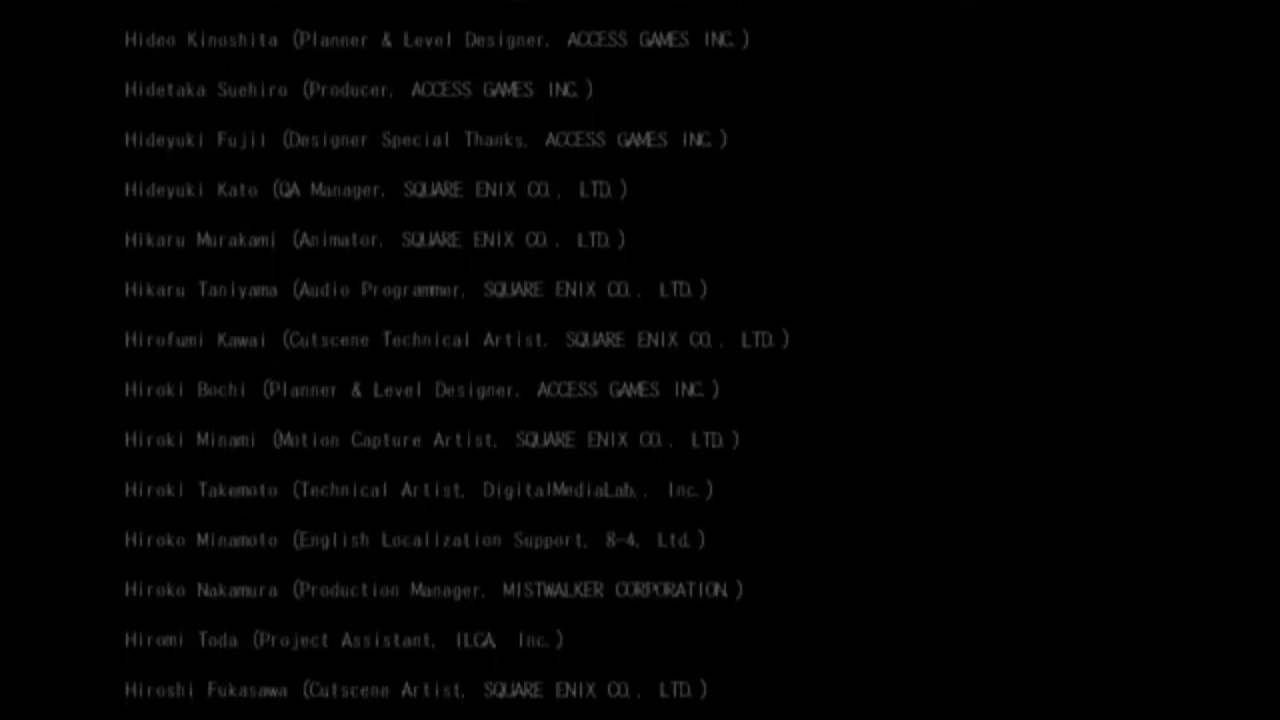 Hideo Kinoshita (Planner & Level Designer, ACCESS GAMES INC.)
Hidetaka Suehiro (Producer, ACCESS GAMES INC.)
Hideyuki Fujii (Designer Special Thanks, ACCESS GAMES INC.)
Hideyuki Kato (QA Manager, SQUARE ENIX CO., LTD.)
Hikaru Murakami (Animator, SQUARE ENIX CO., LTD.)
Hikaru Taniyama (Audio Programmer, SQUARE ENIX CO., LTD.)
Hirofumi Kawai (Cutscene Technical Artist, SQUARE ENIX CO., LTD.)
Hiroki Bochi (Planner & Level Designer, ACCESS GAMES INC.)
Hiroki Minami (Motion Capture Artist, SQUARE ENIX CO., LTD.)
Hiroki Takemoto (Technical Artist, DigitalMediaLab., Inc.)
Hiroko Minamoto (English Localization Support, 8-4, Ltd.)
Hiroko Nakamura (Production Manager, MISTWALKER CORPORATION.)
Hiromi Toda (Project Assistant, ILCA, Inc.)
Hiroshi Fukasawa (Cutscene Artist, SQUARE ENIX CO., LTD.)